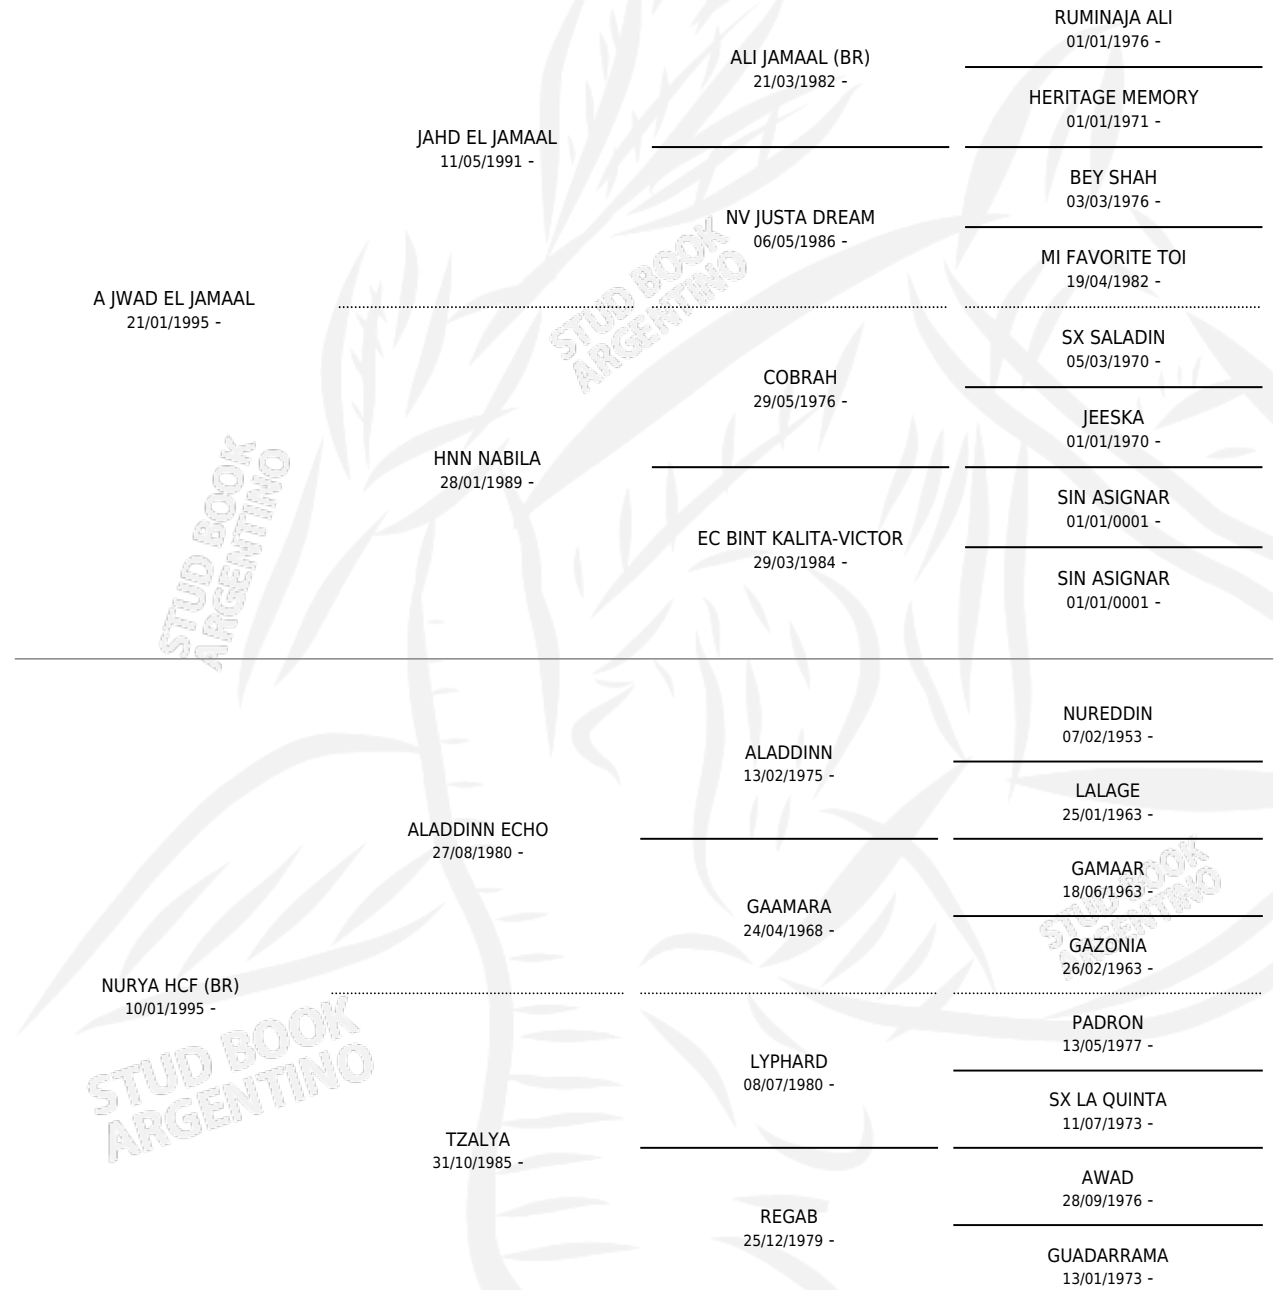 RUMINAJA ALI
01/01/1976 -
ALI JAMAAL (BR)
21/03/1982 -
HERITAGE MEMORY
01/01/1971 -
JAHD EL JAMAAL
11/05/1991 -
BEY SHAH
03/03/1976 -
NV JUSTA DREAM
06/05/1986 -
MI FAVORITE TOI
19/04/1982 -
A JWAD EL JAMAAL
21/01/1995 -
SX SALADIN
05/03/1970 -
COBRAH
29/05/1976 -
JEESKA
01/01/1970 -
HNN NABILA
28/01/1989 -
SIN ASIGNAR
01/01/0001 -
EC BINT KALITA-VICTOR
29/03/1984 -
SIN ASIGNAR
01/01/0001 -
NUREDDIN
07/02/1953 -
ALADDINN
13/02/1975 -
LALAGE
25/01/1963 -
ALADDINN ECHO
27/08/1980 -
GAMAAR
18/06/1963 -
GAAMARA
24/04/1968 -
GAZONIA
26/02/1963 -
NURYA HCF (BR)
10/01/1995 -
PADRON
13/05/1977 -
LYPHARD
08/07/1980 -
SX LA QUINTA
11/07/1973 -
TZALYA
31/10/1985 -
AWAD
28/09/1976 -
REGAB
25/12/1979 -
GUADARRAMA
13/01/1973 -
STUD BOOK
ARGENTINO
STUD BOOK
ARGENTINO
STUD BOOK
ARGENTINO
STUD BOOK
ARGENTINO